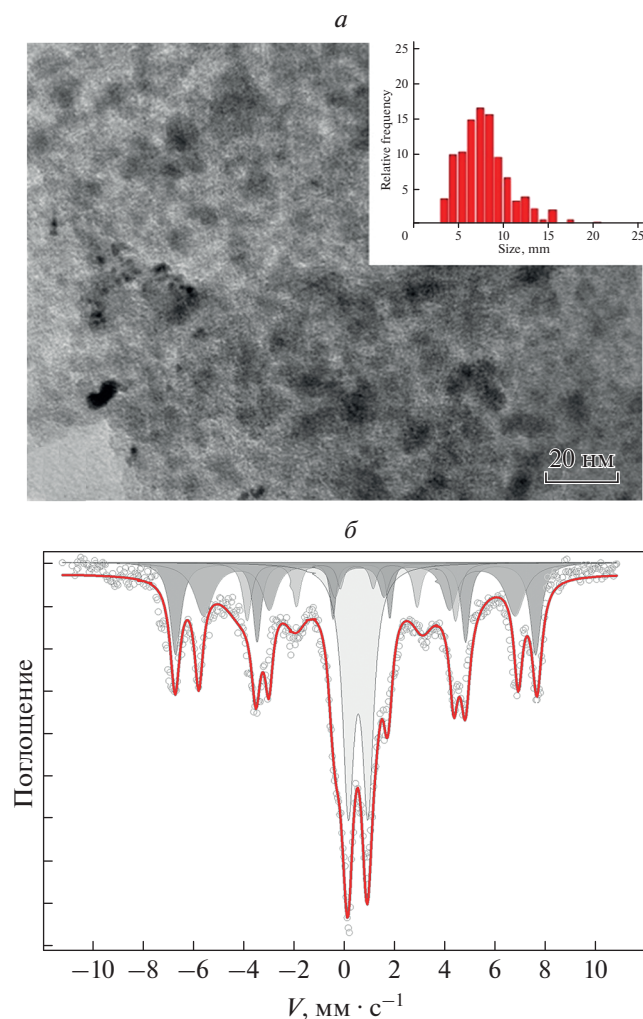 а
25
20
15
10
5
Relative frequency
0 5 10 15 20 25
Size, mm
20 нм
б
Поглощение
−10 −8 −6 −4 −2 0 2 4 6 8 10
V, мм · с⁻¹